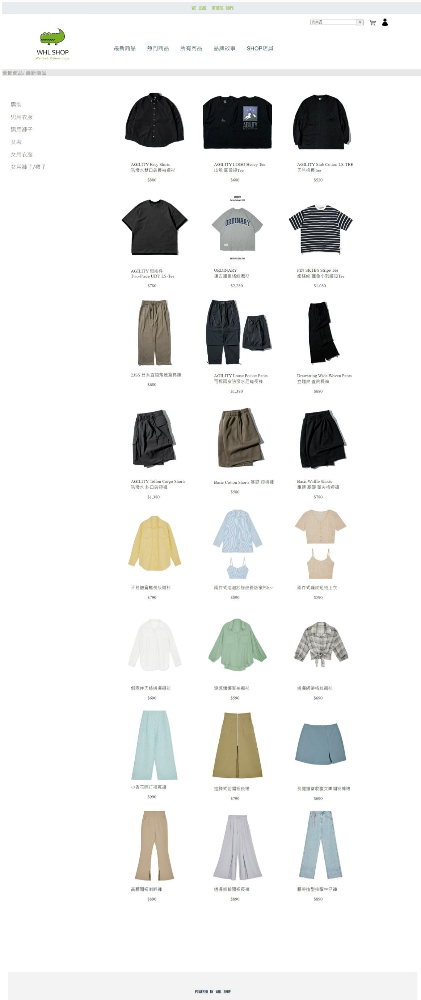 WE LEAD. OTHERS COPY.
找商品
WHL SHOP
We lead. Others copy.
最新商品 熱門商品 所有商品 品牌故事 SHOP店員
全部商品/ 最新商品
男裝
男用衣服
男用褲子
女裝
女用衣服
女用褲子/裙子
AGILITY
PRODUCTION
AGILITY Easy Shirts
防潑水雙口袋長袖襯衫
$880
AGILITY LOGO Heavy Tee
山脈 圖像短Tee
$680
AGILITY Slub Cotton LS-TEE
天竺棉長Tee
$520
ORDINARY
Spring/Summer 2023
ORDINARY
HOUSES OF SEVEN SEAS
AGILITY 假兩件
Two-Piece UDY LS-Tee
$780
ORDINARY
復古撞色格紋襯衫
$2,280
PIN SKTBS Stripe Tee
細條紋 撞色小刺繡短Tee
$1,080
23SS 日系直筒落地寬棉褲
$680
AGILITY Loose Pocket Pants
可拆兩穿防潑水尼龍長褲
$1,380
Drawstring Wide Woven Pants
立體紋 直筒長褲
$680
AGILITY Teflon Cargo Shorts
防潑水 斜口袋短褲
$1,380
Basic Cotton Shorts 基礎 短棉褲
$580
Basis Waffle Shorts
重磅 基礎 華夫格短褲
$780
不易皺寬鬆長版襯衫
$790
兩件式泡泡紗條紋長版襯衫br>
$890
兩件式羅紋短袖上衣
$590
假兩件天絲透膚襯衫
$690
涼感慵懶澎袖襯衫
$590
透膚綁帶格紋襯衫
$690
小香花呢打褶寬褲
$990
拉鍊式前開衩長裙
$790
長腿擔當收腹女團開衩褲裙
$690
高腰開衩喇叭褲
$890
透膚抓皺開衩長褲
$890
腰帶造型抽鬚牛仔褲
$890
POWERED BY WHL SHOP